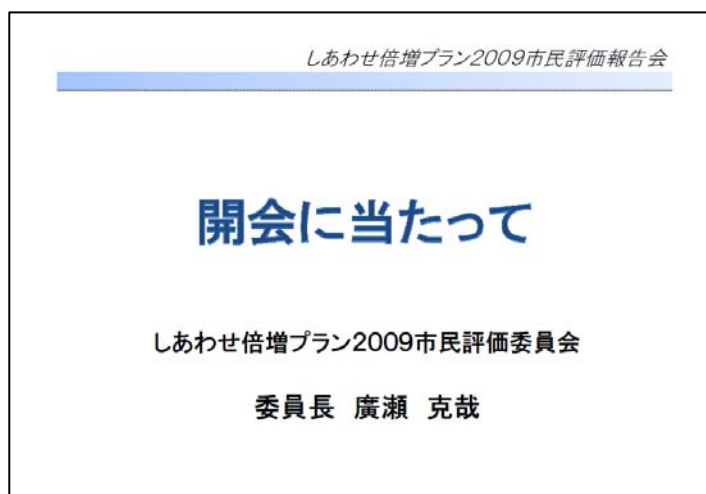 しあわせ倍増プラン2009市民評価報告会
開会に当たって
しあわせ倍増プラン2009市民評価委員会
委員長 廣瀬 克哉